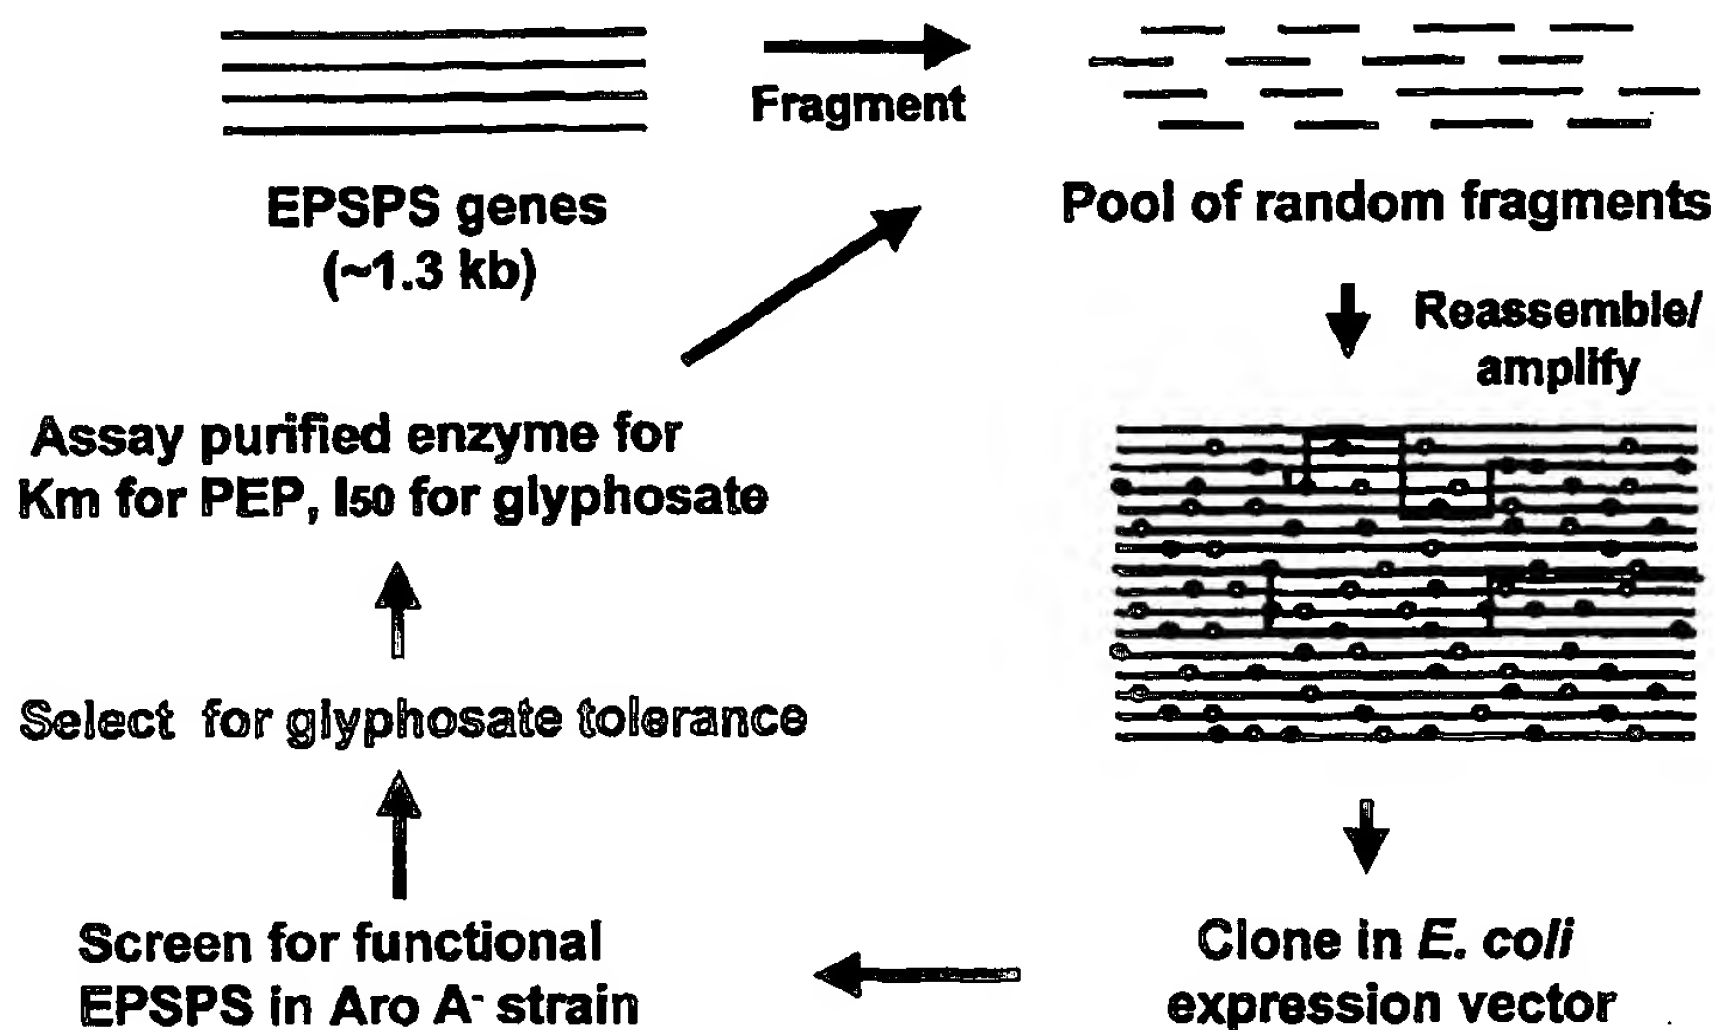 Fragment
EPSPS genes
(~1.3 kb)
Pool of random fragments
Reassemble/
amplify
Assay purified enzyme for
Km for PEP, I50 for glyphosate
Select for glyphosate tolerance
Screen for functional
EPSPS in Aro A- strain
Clone in E. coli
expression vector